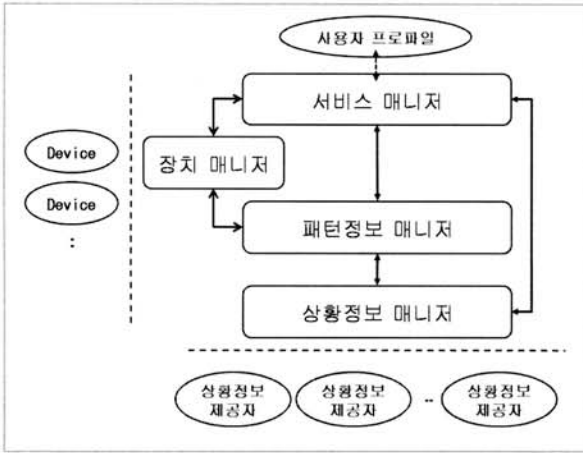 사용자 프로파일
서비스 매니저
Device
장치 매니저
Device
:
패턴정보 매니저
상황정보 매니저
상황정보
제공자
상황정보
제공자
..
상황정보
제공자